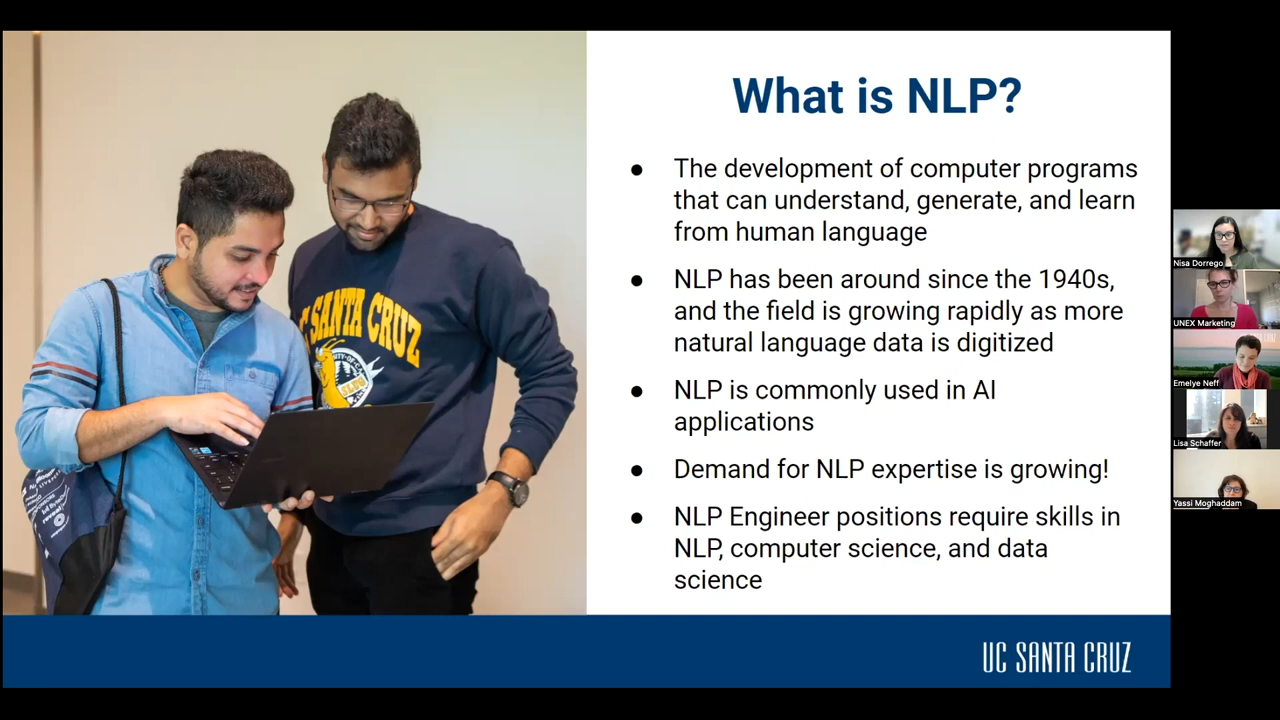 What is NLP?
● The development of computer programs
that can understand, generate, and learn
from human language
● NLP has been around since the 1940s,
and the field is growing rapidly as more
natural language data is digitized
● NLP is commonly used in AI
applications
● Demand for NLP expertise is growing!
● NLP Engineer positions require skills in
NLP, computer science, and data
science
UC SANTA CRUZ
SANTA CRUZ
SLUG
Nisa Dorrego
UNEX Marketing
Emelye Neff
Lisa Schaffer
Yassi Moghaddam